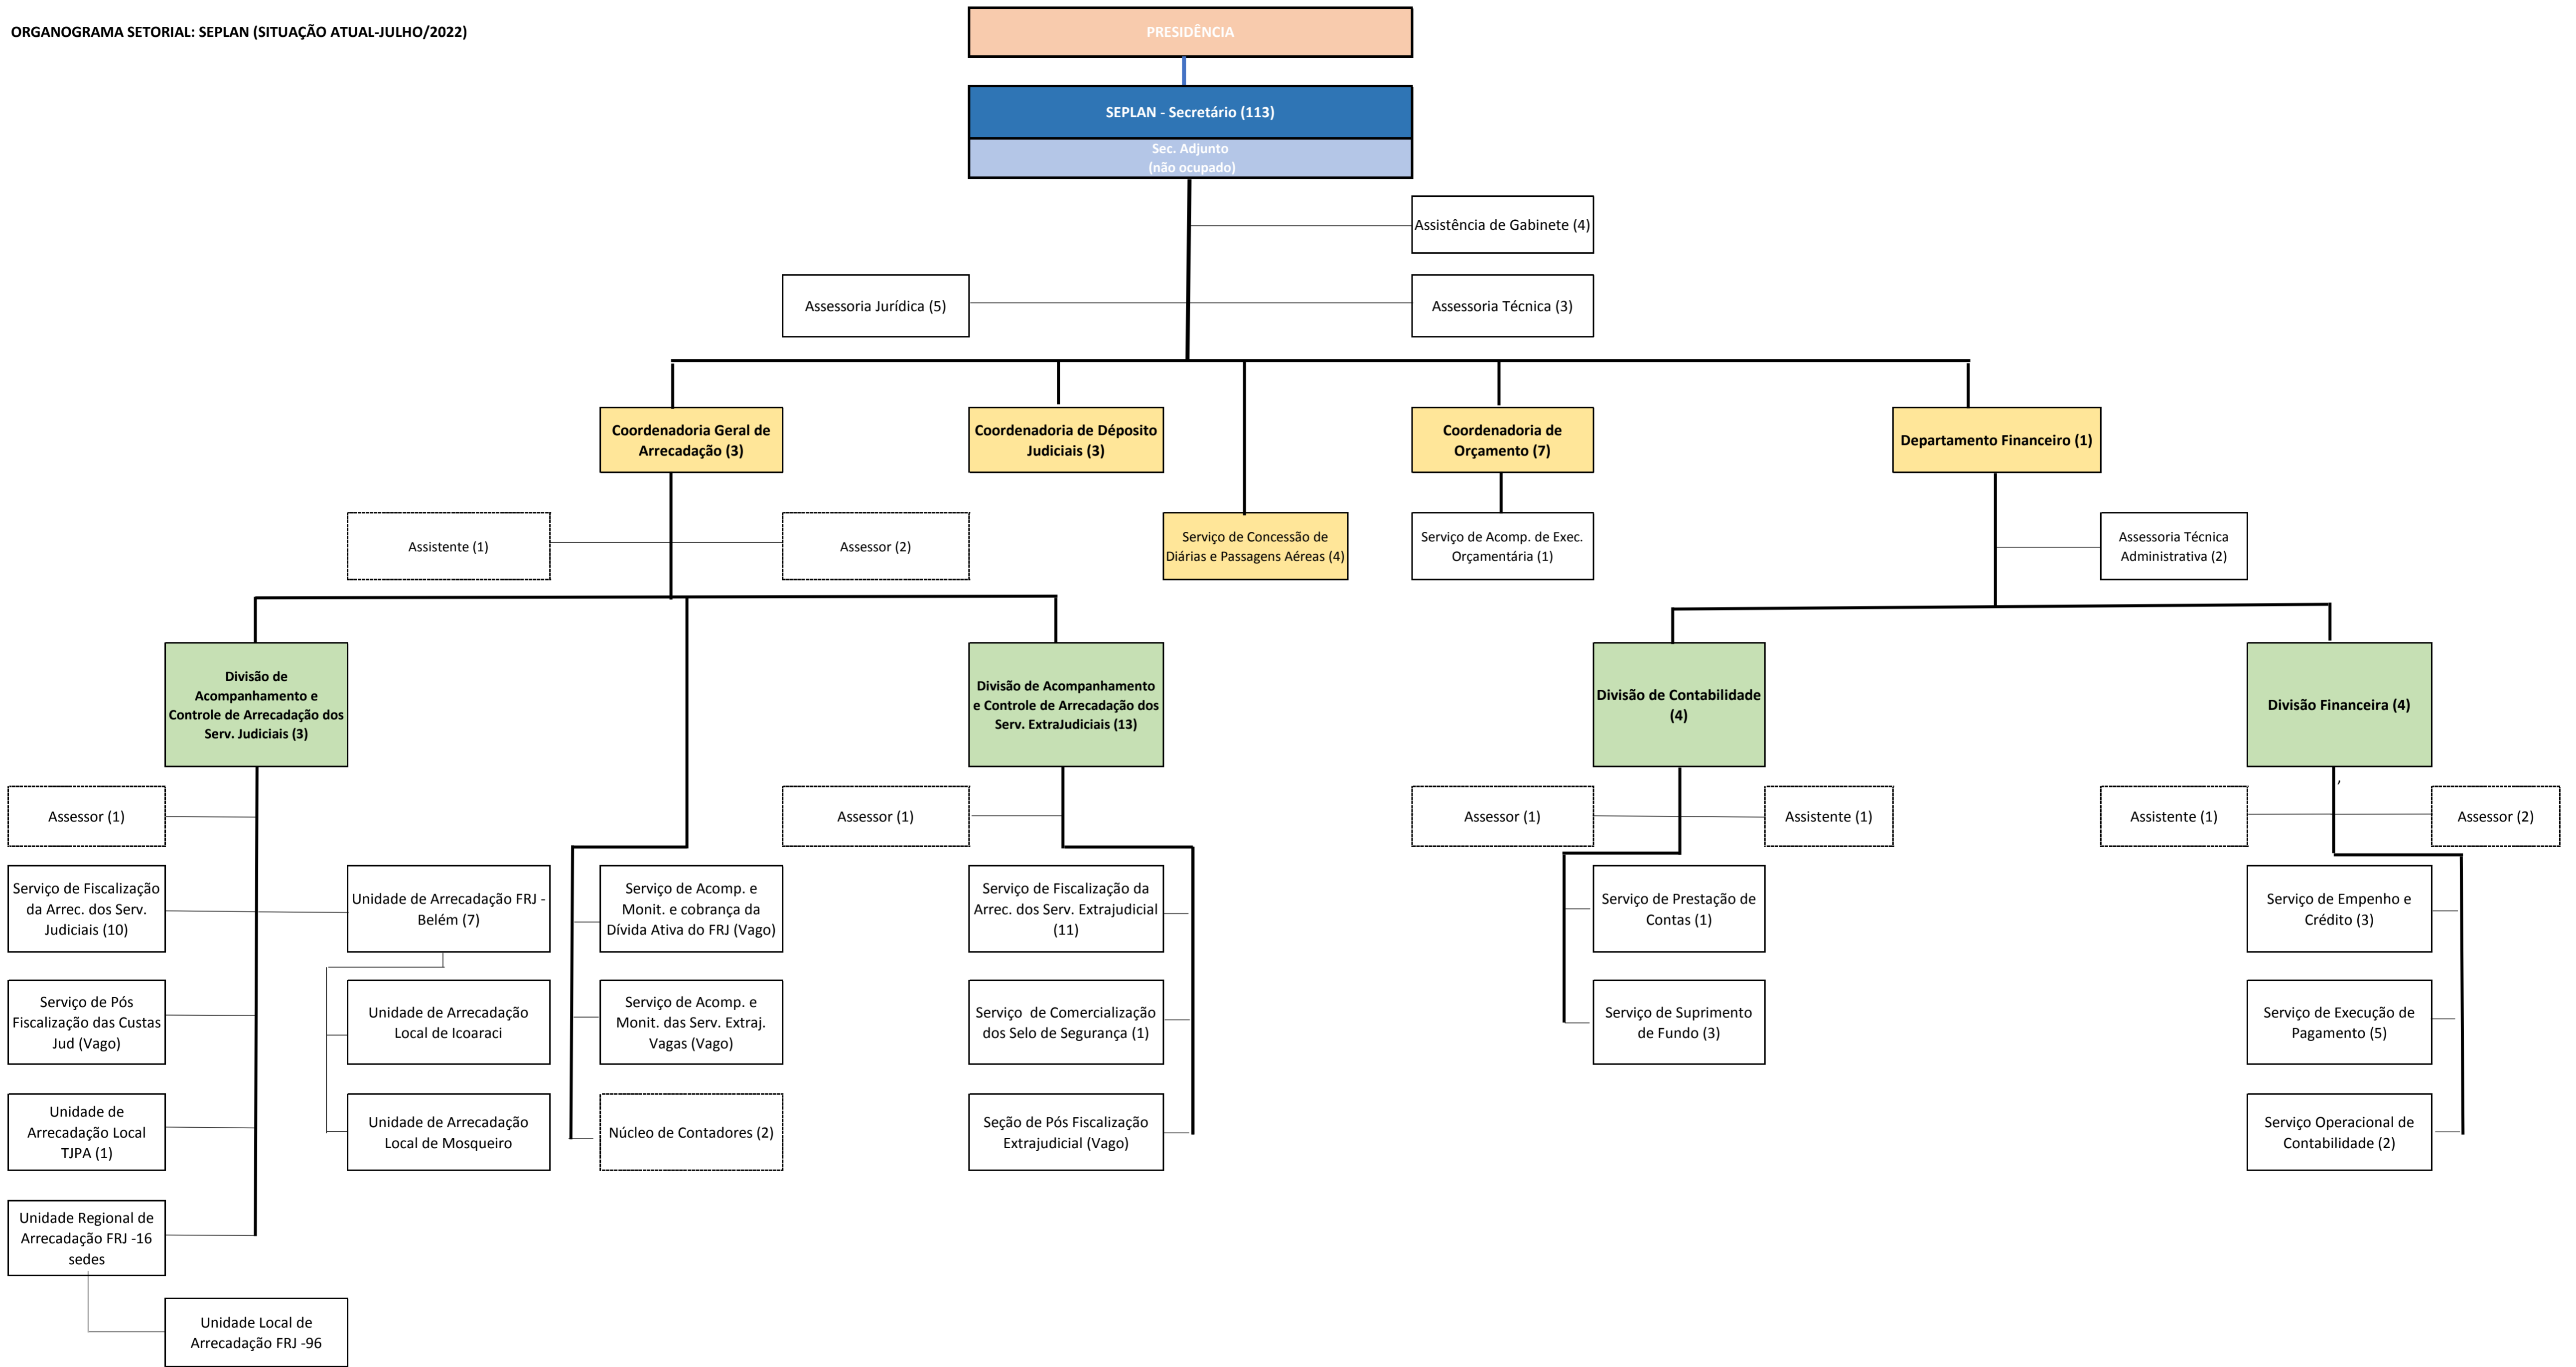 ORGANOGRAMA SETORIAL: SEPLAN (SITUAÇÃO ATUAL-JULHO/2022)
PRESIDÊNCIA
SEPLAN - Secretário (113)
Sec. Adjunto
(não ocupado)
Assistência de Gabinete (4)
Assessoria Jurídica (5)
Assessoria Técnica (3)
Coordenadoria Geral de
Arrecadação (3)
Coordenadoria de Déposito
Judiciais (3)
Coordenadoria de
Orçamento (7)
Departamento Financeiro (1)
Assistente (1)
Assessor (2)
Serviço de Concessão de
Diárias e Passagens Aéreas (4)
Serviço de Acomp. de Exec.
Orçamentária (1)
Assessoria Técnica
Administrativa (2)
Divisão de
Acompanhamento e
Controle de Arrecadação dos
Serv. Judiciais (3)
Divisão de Acompanhamento
e Controle de Arrecadação dos
Serv. ExtraJudiciais (13)
Divisão de Contabilidade
(4)
Divisão Financeira (4)
,
Assessor (1)
Assessor (1)
Assessor (1)
Assistente (1)
Assistente (1)
Assessor (2)
Serviço de Fiscalização
da Arrec. dos Serv.
Judiciais (10)
Unidade de Arrecadação FRJ -
Belém (7)
Serviço de Acomp. e
Monit. e cobrança da
Dívida Ativa do FRJ (Vago)
Serviço de Fiscalização da
Arrec. dos Serv. Extrajudicial
(11)
Serviço de Prestação de
Contas (1)
Serviço de Empenho e
Crédito (3)
Serviço de Pós
Fiscalização das Custas
Jud (Vago)
Unidade de Arrecadação
Local de Icoaraci
Serviço de Acomp. e
Monit. das Serv. Extraj.
Vagas (Vago)
Serviço  de Comercialização
dos Selo de Segurança (1)
Serviço de Suprimento
de Fundo (3)
Serviço de Execução de
Pagamento (5)
Unidade de
Arrecadação Local
TJPA (1)
Unidade de Arrecadação
Local de Mosqueiro
Núcleo de Contadores (2)
Seção de Pós Fiscalização
Extrajudicial (Vago)
Serviço Operacional de
Contabilidade (2)
Unidade Regional de
Arrecadação FRJ -16
sedes
Unidade Local de
Arrecadação FRJ -96